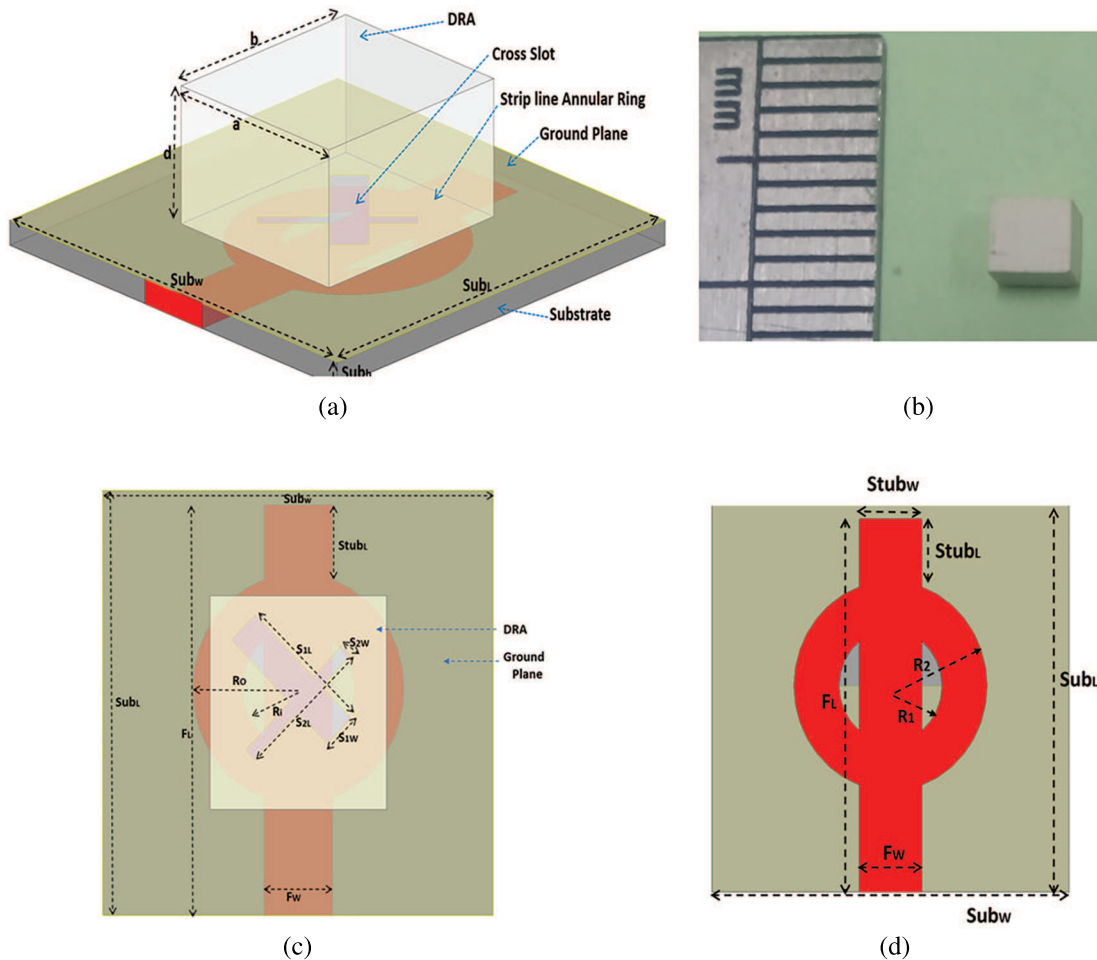 DRA
b
Cross Slot
Strip line Annular Ring
a
Ground Plane
d
SubW
SubL
Substrate
Subh
mm
(a)
(b)
SubW
StubL
DRA
S2W
S1L
Ground
Plane
Ro
Ri
SubL
FL
S2L
S1W
FW
(c)
StubW
StubL
R2
FL
R1
SubL
FW
SubW
(d)